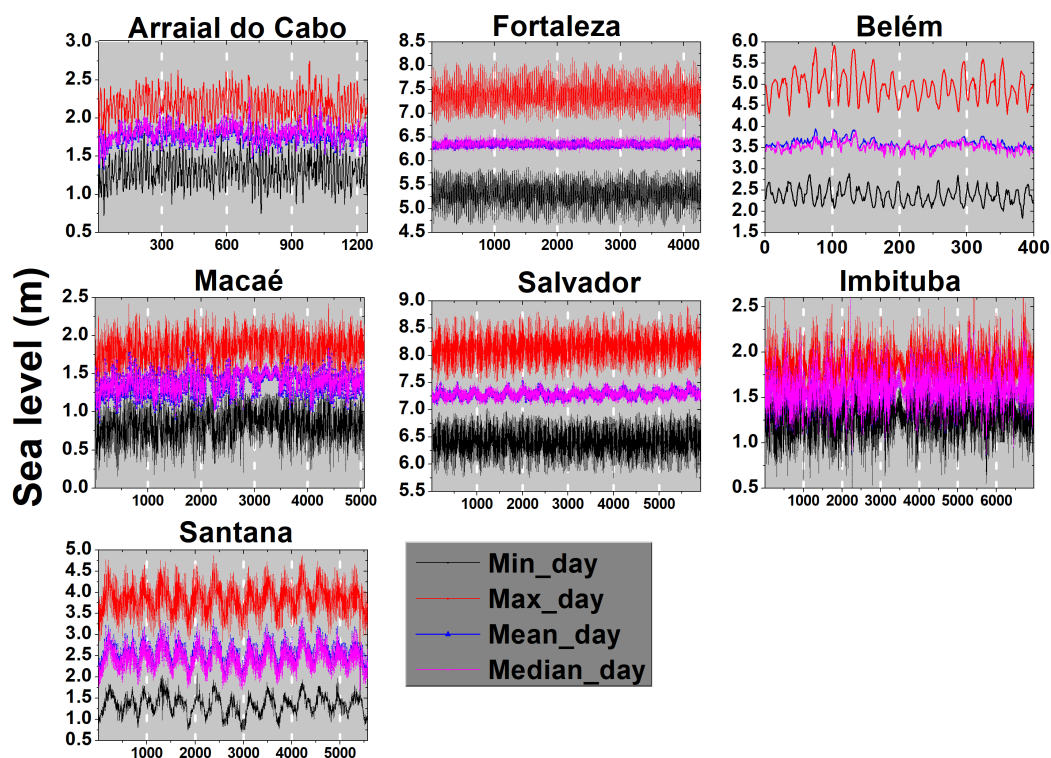 Arraial do Cabo
3.0
2.5
2.0
1.5
1.0
0.5
300 600 900 1200
Fortaleza
8.5
8.0
7.5
7.0
6.5
6.0
5.5
5.0
4.5
1000 2000 3000 4000
Belém
6.0
5.5
5.0
4.5
4.0
3.5
3.0
2.5
2.0
1.5
0 100 200 300 400
Sea level (m)
Macaé
2.5
2.0
1.5
1.0
0.5
0.0
1000 2000 3000 4000 5000
Salvador
9.0
8.5
8.0
7.5
7.0
6.5
6.0
5.5
1000 2000 3000 4000 5000
Imbituba
2.5
2.0
1.5
1.0
0.5
1000 2000 3000 4000 5000 6000
Santana
5.0
4.5
4.0
3.5
3.0
2.5
2.0
1.5
1.0
0.5
1000 2000 3000 4000 5000
Min_day
Max_day
Mean_day
Median_day